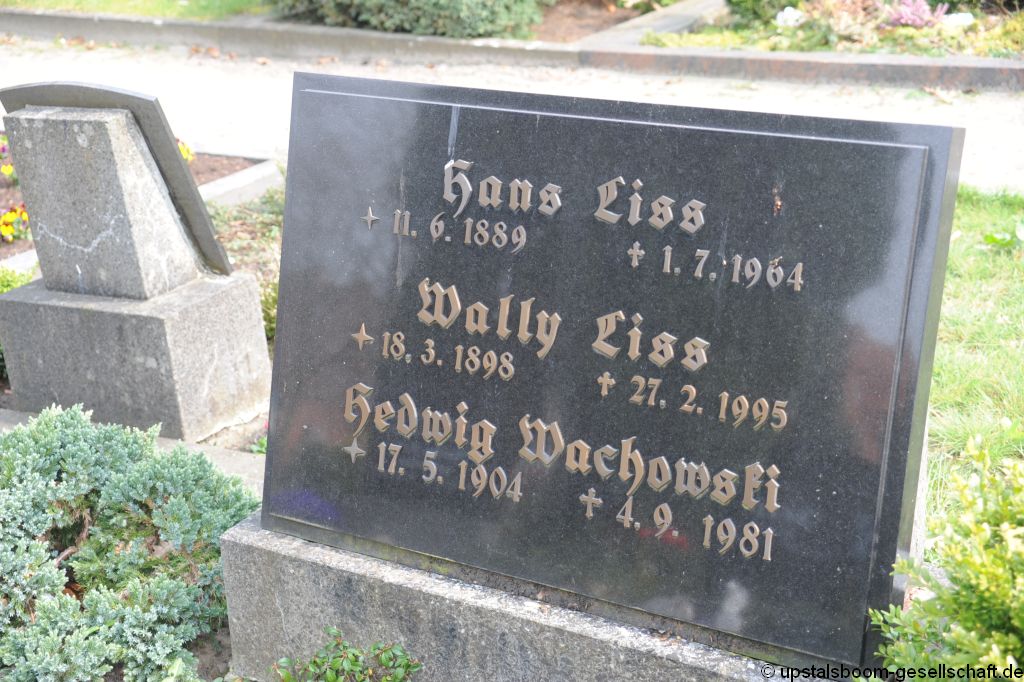 Hans Liss
11. 6. 1889 ✝ 1. 7. 1964
Wally Liss
18. 3. 1898 ✝ 27. 2. 1995
Hedwig Wachowski
17. 5. 1904 ✝ 4. 9. 1981
© upstalsboom-gesellschaft.de